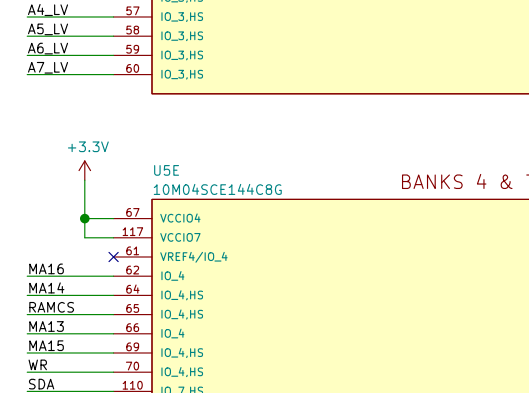 A4_LV 57 IO_3,HS
A5_LV 58 IO_3,HS
A6_LV 59 IO_3,HS
A7_LV 60 IO_3,HS
+3.3V
U5E
10M04SCE144C8G
BANKS 4 &
67 VCCIO4
117 VCCIO7
61 VREF4/IO_4
MA16 62 IO_4
MA14 64 IO_4,HS
RAMCS 65 IO_4,HS
MA13 66 IO_4
MA15 69 IO_4,HS
WR 70 IO_4,HS
SDA 110 IO_7,HS